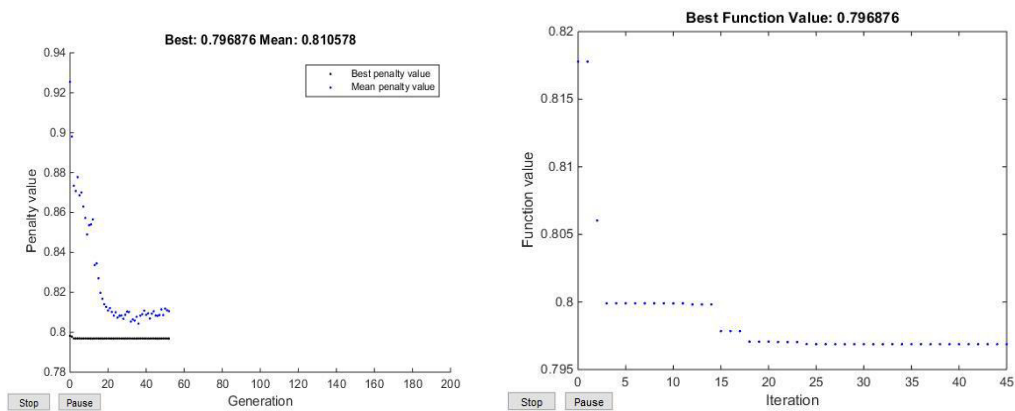 Best: 0.796876 Mean: 0.810578
0.94
0.92
0.9
0.88
0.86
0.84
0.82
0.8
0.78
Penalty value
Best penalty value
Mean penalty value
0 20 40 60 80 100 120 140 160 180 200
Generation
Stop Pause
Best Function Value: 0.796876
0.82
0.815
0.81
0.805
0.8
0.795
Function value
0 5 10 15 20 25 30 35 40 45
Iteration
Stop Pause